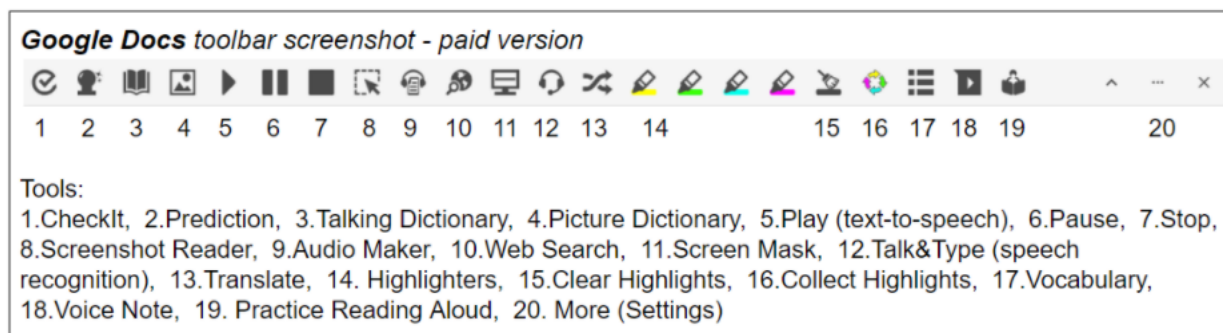 Google Docs toolbar screenshot - paid version
1 2 3 4 5 6 7 8 9 10 11 12 13 14 15 16 17 18 19 20
Tools:
1.CheckIt, 2.Prediction, 3.Talking Dictionary, 4.Picture Dictionary, 5.Play (text-to-speech), 6.Pause, 7.Stop,
8.Screenshot Reader, 9.Audio Maker, 10.Web Search, 11.Screen Mask, 12.Talk&Type (speech
recognition), 13.Translate, 14. Highlighters, 15.Clear Highlights, 16.Collect Highlights, 17.Vocabulary,
18.Voice Note, 19. Practice Reading Aloud, 20. More (Settings)